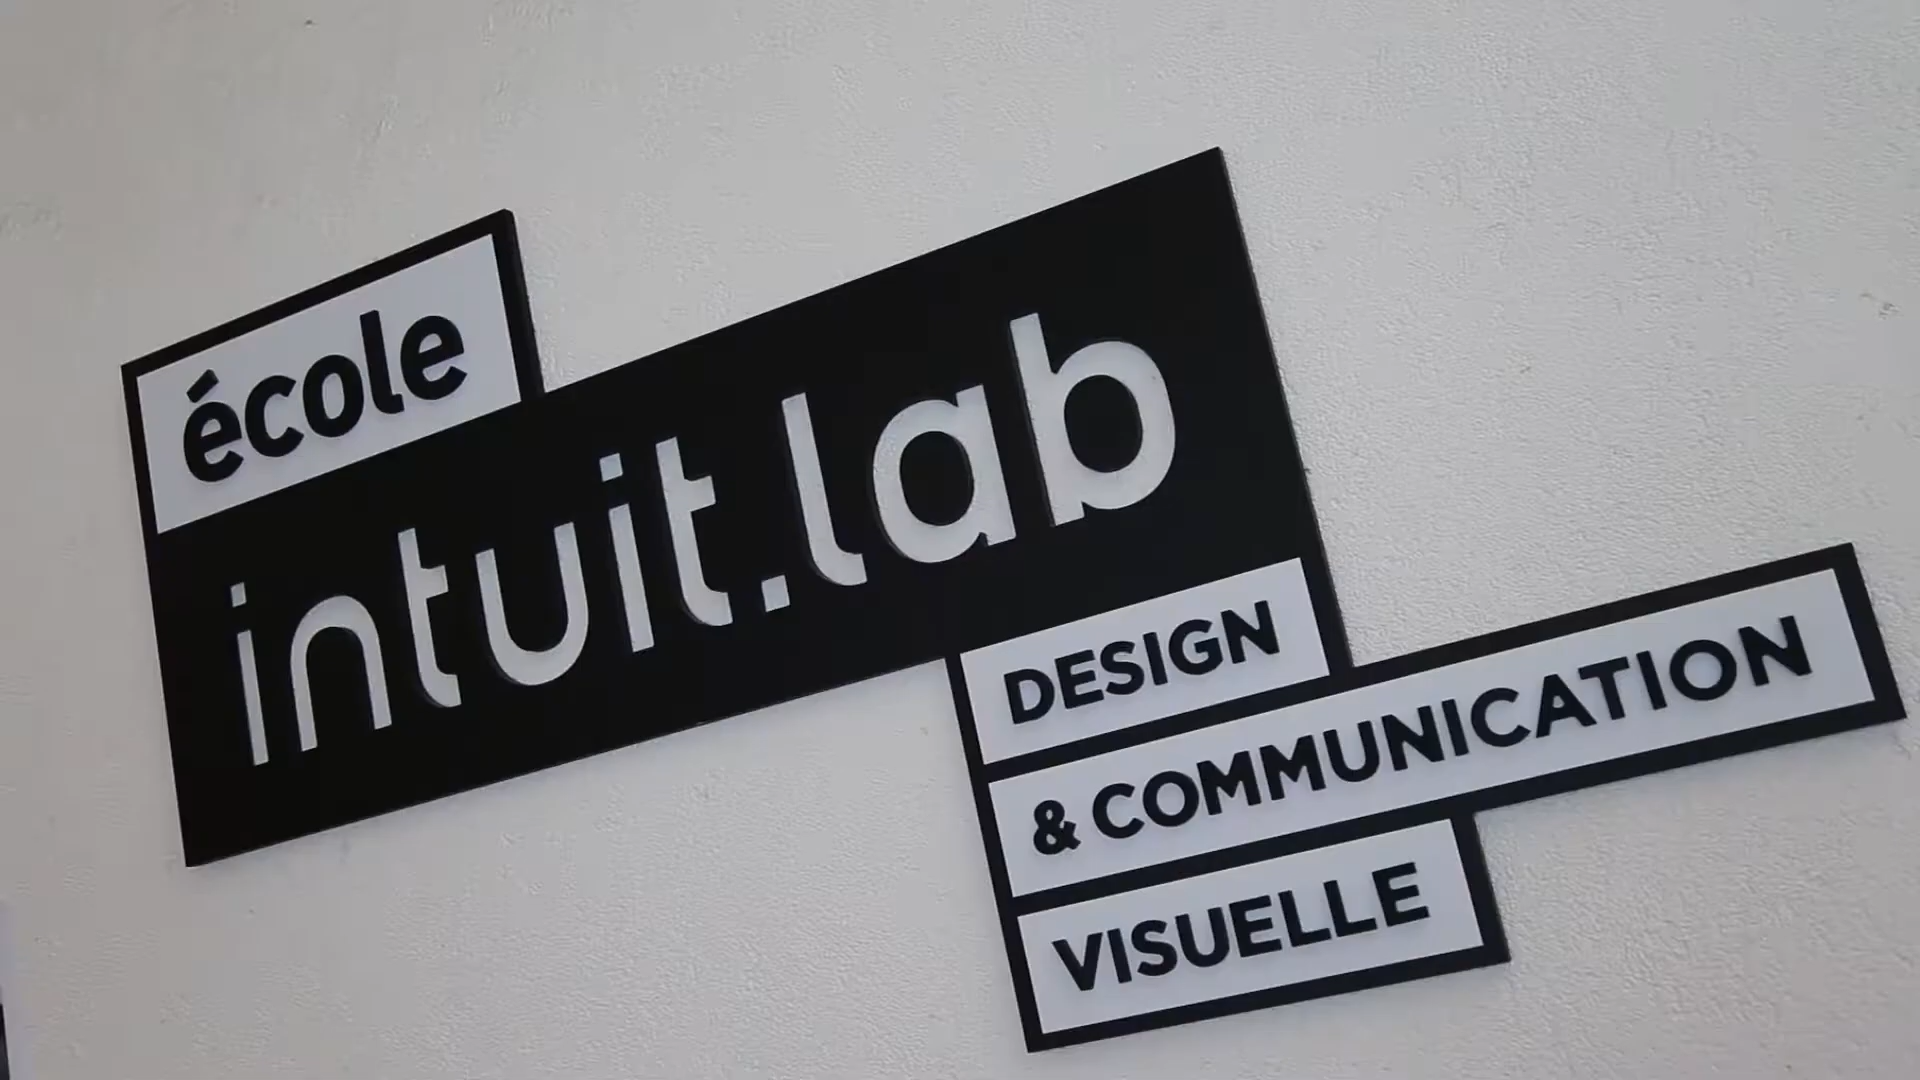 école
intuit.lab
DESIGN
& COMMUNICATION
VISUELLE